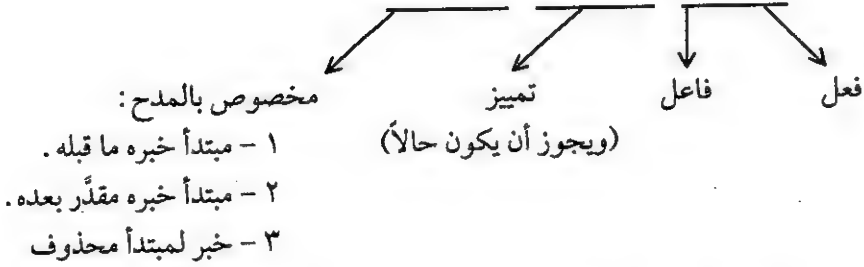 فعل فاعل تمييز مخصوص بالمدح :
(ويجوز أن يكون حالاً) ١ - مبتدأ خبره ما قبله .
٢ - مبتدأ خبره مقدَّر بعده .
٣ - خبر لمبتدأ محذوف